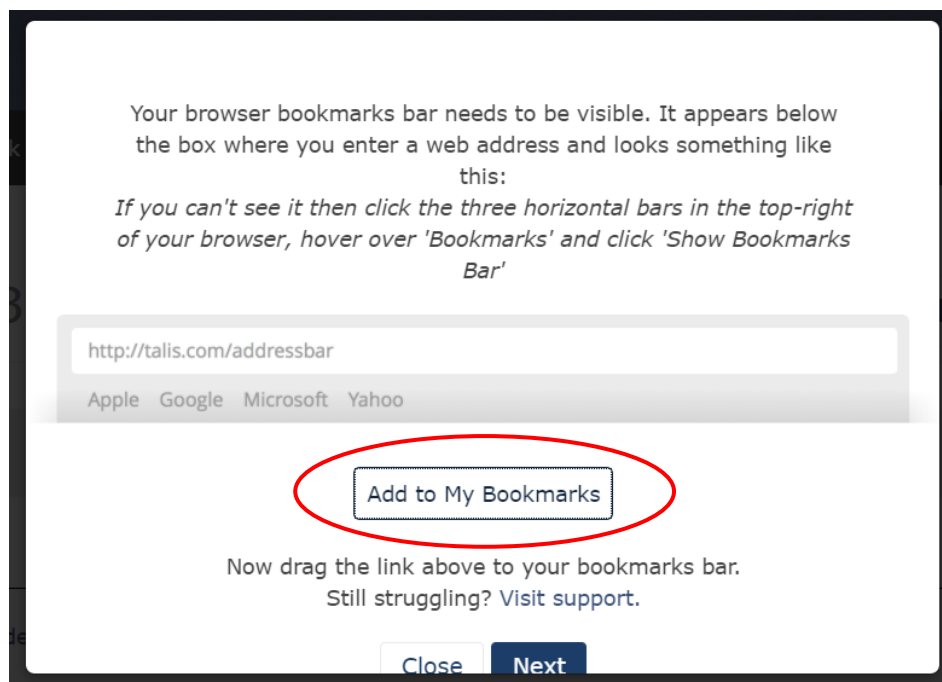 Your browser bookmarks bar needs to be visible. It appears below
the box where you enter a web address and looks something like
this:
If you can't see it then click the three horizontal bars in the top-right
of your browser, hover over 'Bookmarks' and click 'Show Bookmarks
Bar'
http://talis.com/addressbar
Apple Google Microsoft Yahoo
Add to My Bookmarks
Now drag the link above to your bookmarks bar.
Still struggling? Visit support.
Close Next